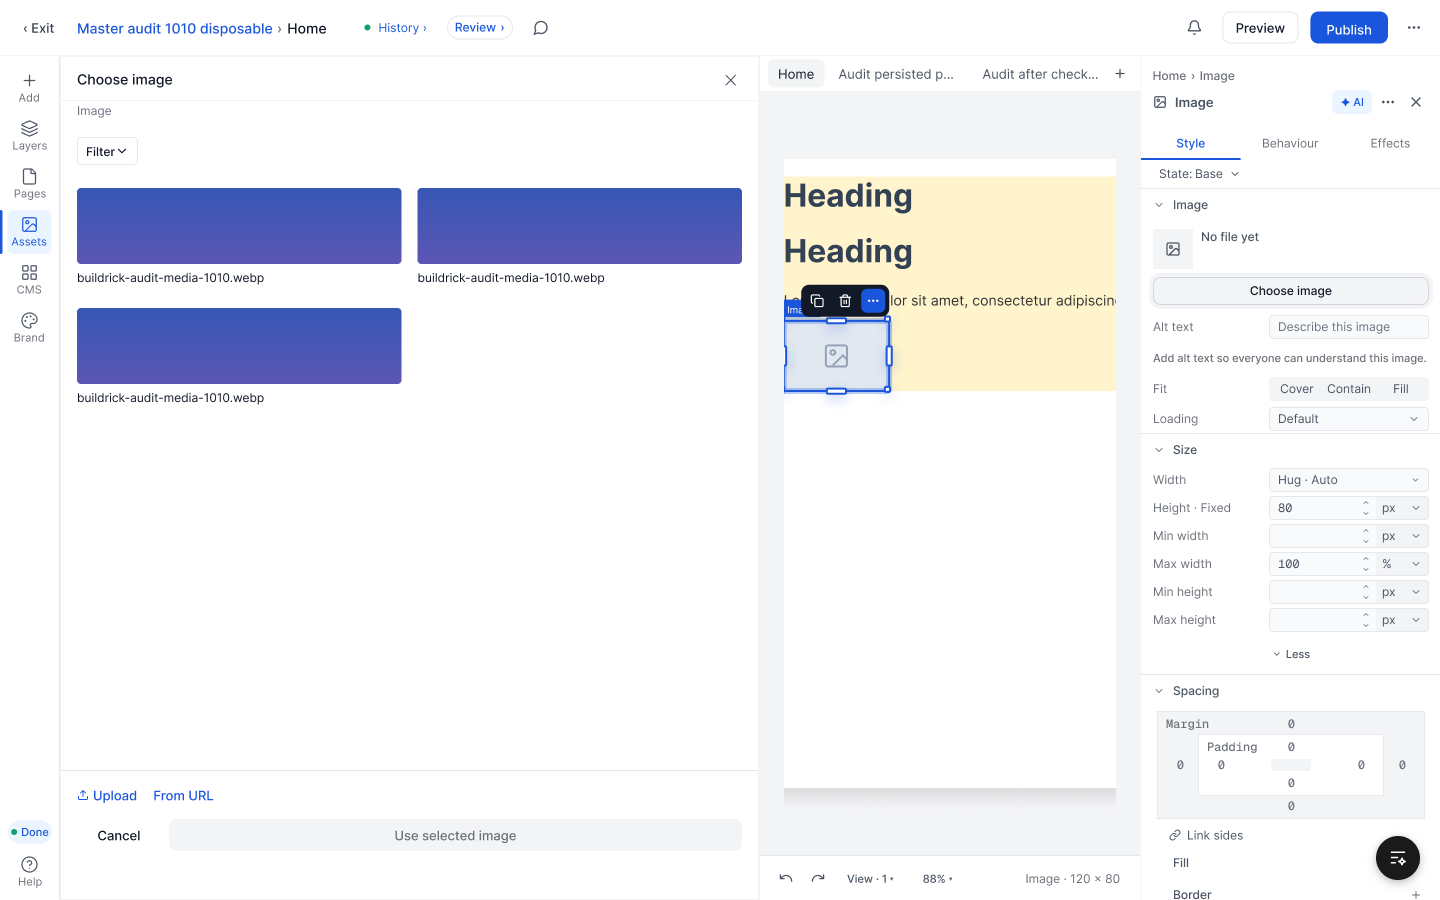 ‹ Exit
Master audit 1010 disposable › Home
History ›
Review ›
Preview
Publish
Add
Layers
Pages
Assets
CMS
Brand
Done
Help
Choose image
Image
Filter
buildrick-audit-media-1010.webp
buildrick-audit-media-1010.webp
buildrick-audit-media-1010.webp
Upload
From URL
Cancel
Use selected image
Home
Audit persisted p...
Audit after check...
Heading
Heading
lor sit amet, consectetur adipiscing
View · 1
88%
Image · 120 × 80
Home › Image
Image
AI
Style
Behaviour
Effects
State: Base
Image
No file yet
Choose image
Alt text
Describe this image
Add alt text so everyone can understand this image.
Fit
Cover
Contain
Fill
Loading
Default
Size
Width
Hug · Auto
Height · Fixed
80
px
Min width
px
Max width
100
%
Min height
px
Max height
px
Less
Spacing
Margin
0
Padding
0
0
0
0
0
0
0
Link sides
Fill
Border